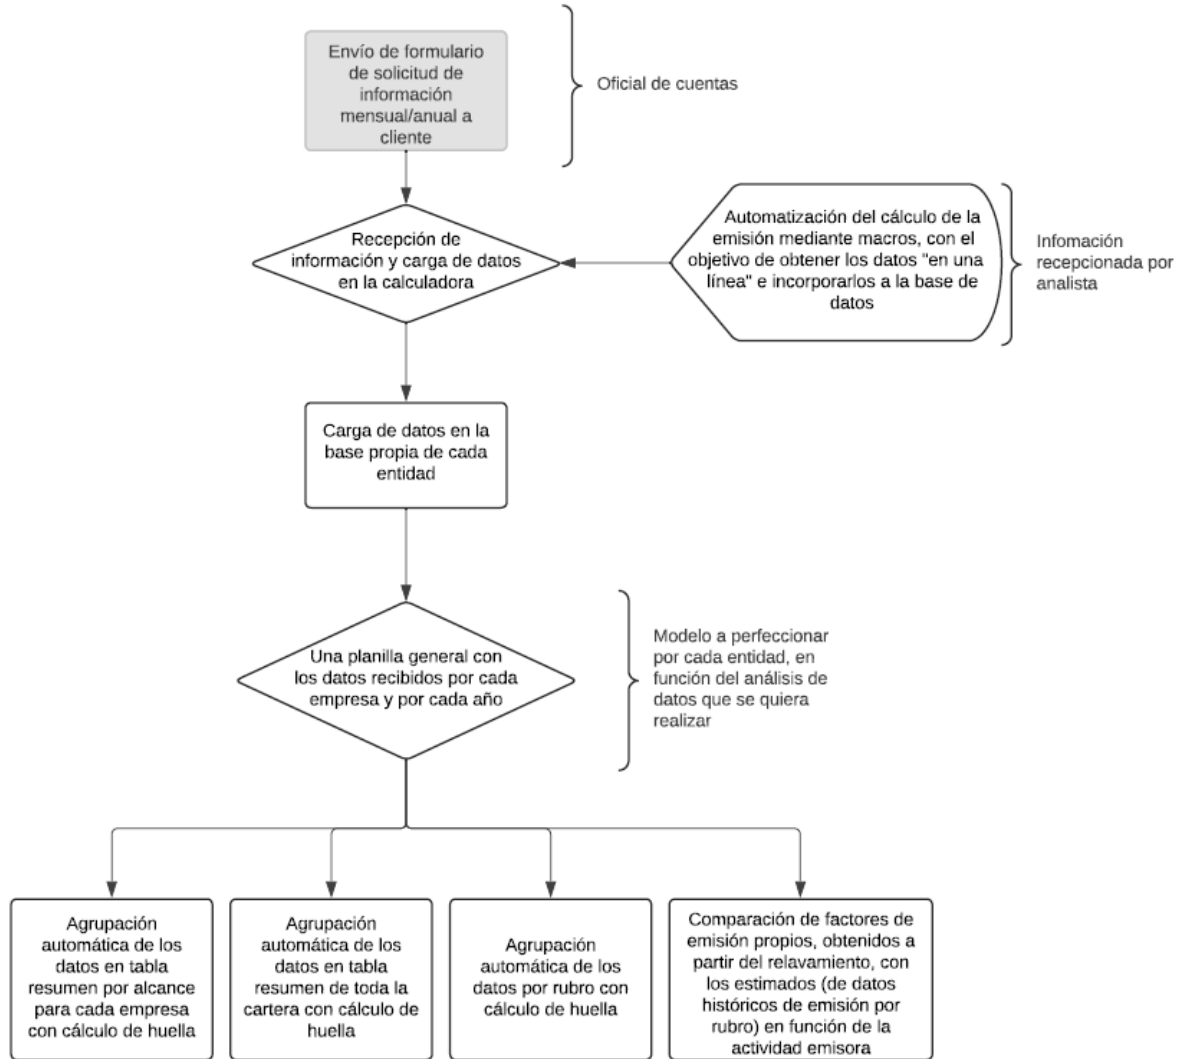 Envío de formulario
de solicitud de
información
mensual/anual a
cliente
Oficial de cuentas
Recepción de
información y carga de datos
en la calculadora
Automatización del cálculo de la
emisión mediante macros, con el
objetivo de obtener los datos "en una
línea" e incorporarlos a la base de
datos
Infomación
recepcionada por
analista
Carga de datos en la
base propia de cada
entidad
Una planilla general con
los datos recibidos por cada
empresa y por cada año
Modelo a perfeccionar
por cada entidad, en
función del análisis de
datos que se quiera
realizar
Agrupación
automática de los
datos en tabla
resumen por alcance
para cada empresa
con cálculo de huella
Agrupación
automática de los
datos en tabla
resumen de toda la
cartera con cálculo de
huella
Agrupación
automática de los
datos por rubro con
cálculo de huella
Comparación de factores de
emisión propios, obtenidos a
partir del relavamiento, con
los estimados (de datos
históricos de emisión por
rubro) en función de la
actividad emisora